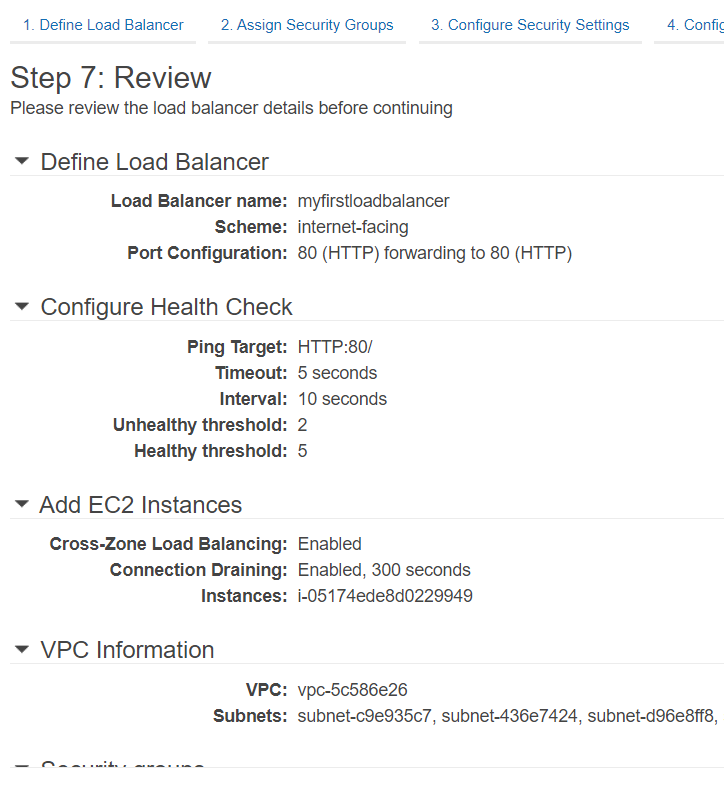 1. Define Load Balancer 2. Assign Security Groups 3. Configure Security Settings 4.
Step 7: Review
Please review the load balancer details before continuing
Define Load Balancer
Load Balancer name: myfirstloadbalancer
Scheme: internet-facing
Port Configuration: 80 (HTTP) forwarding to 80 (HTTP)
Configure Health Check
Ping Target: HTTP:80/
Timeout: 5 seconds
Interval: 10 seconds
Unhealthy threshold: 2
Healthy threshold: 5
Add EC2 Instances
Cross-Zone Load Balancing: Enabled
Connection Draining: Enabled, 300 seconds
Instances: i-05174ede8d0229949
VPC Information
VPC: vpc-5c586e26
Subnets: subnet-c9e935c7, subnet-436e7424, subnet-d96e8ff8,
Security groups